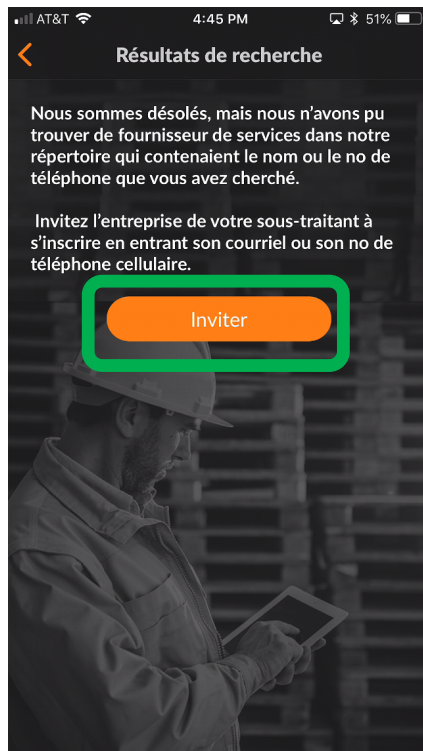 AT&T 4:45 PM 51%
Résultats de recherche
Nous sommes désolés, mais nous n’avons pu
trouver de fournisseur de services dans notre
répertoire qui contenaient le nom ou le no de
téléphone que vous avez cherché.
Invitez l’entreprise de votre sous-traitant à
s’inscrire en entrant son courriel ou son no de
téléphone cellulaire.
Inviter